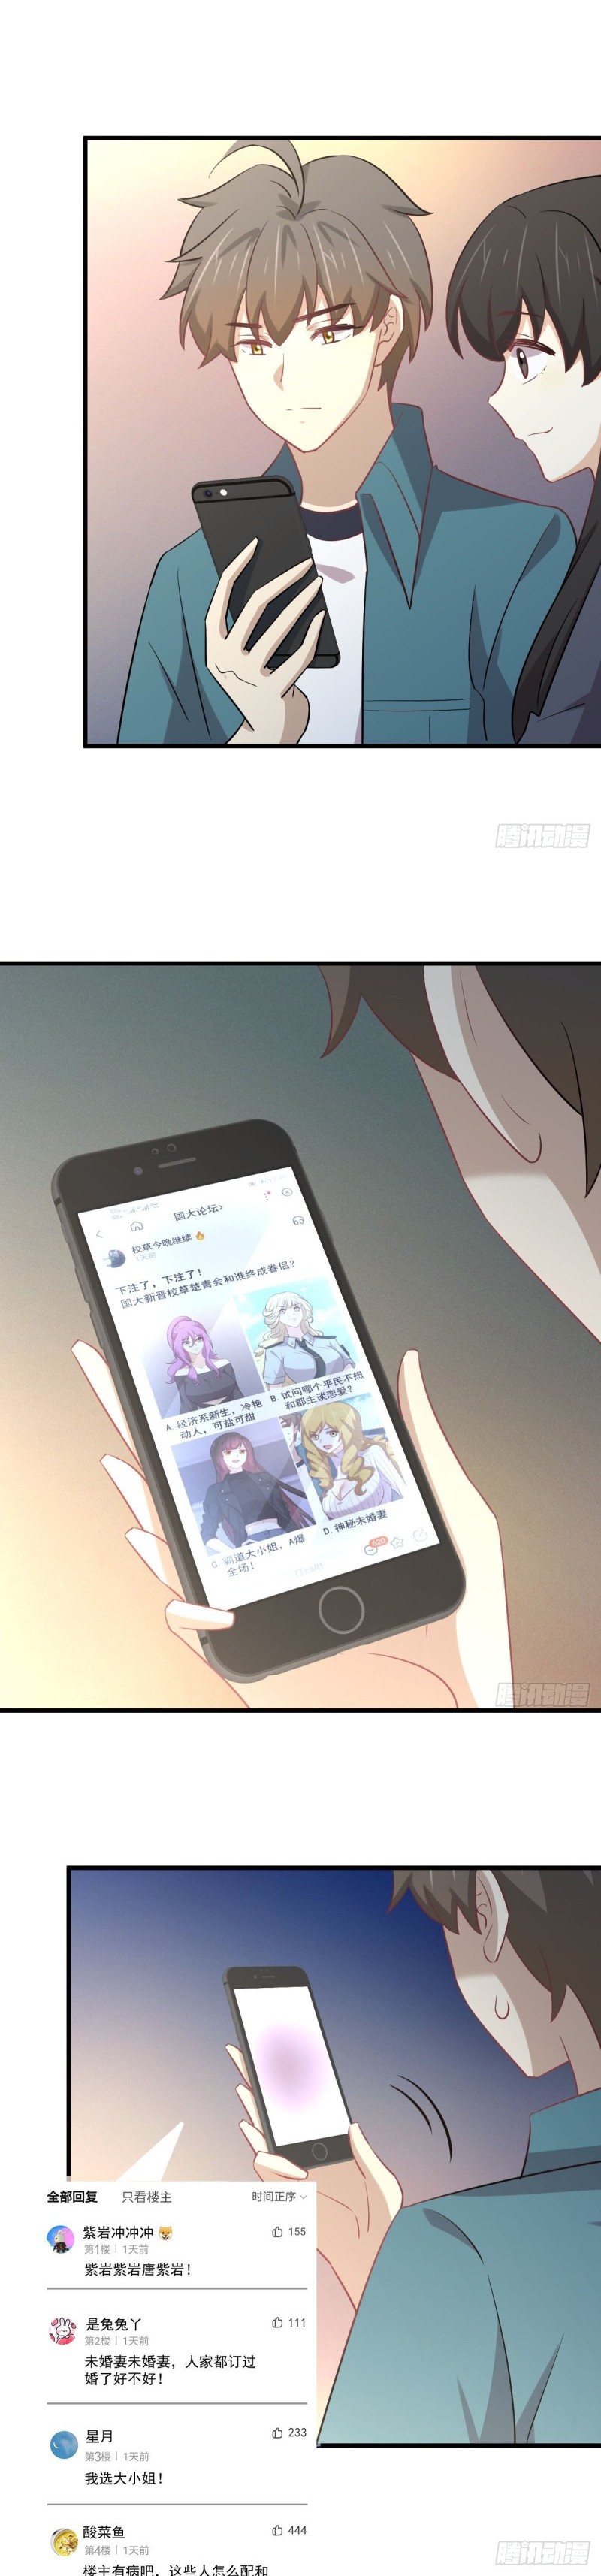 腾讯动漫
国大论坛>
校草今晚继续🔥
1天前
下注了，下注了！
国大新晋校草楚青会和谁终成眷侣？
A. 经济系新生，冷艳
动人，可盐可甜
B. 试问哪个平民不想
和郡主谈恋爱？
C 霸道大小姐，A爆
全场！
D. 神秘未婚妻
620
腾讯动漫
全部回复 只看楼主 时间正序
紫岩冲冲冲 155
第1楼 | 1天前
紫岩紫岩唐紫岩！
是兔兔丫 111
第2楼 | 1天前
未婚妻未婚妻，人家都订过
婚了好不好！
星月 233
第3楼 | 1天前
我选大小姐！
酸菜鱼 444
第4楼 | 1天前
楼主有病吧，这些人怎么配和
腾讯动漫